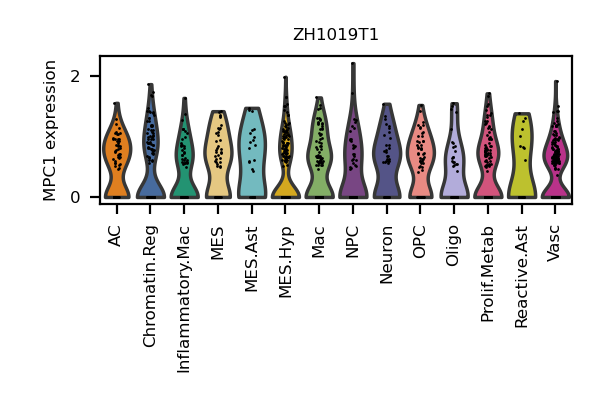 ZH1019T1
MPC1 expression
2
0
AC
Chromatin.Reg
Inflammatory.Mac
MES
MES.Ast
MES.Hyp
Mac
NPC
Neuron
OPC
Oligo
Prolif.Metab
Reactive.Ast
Vasc